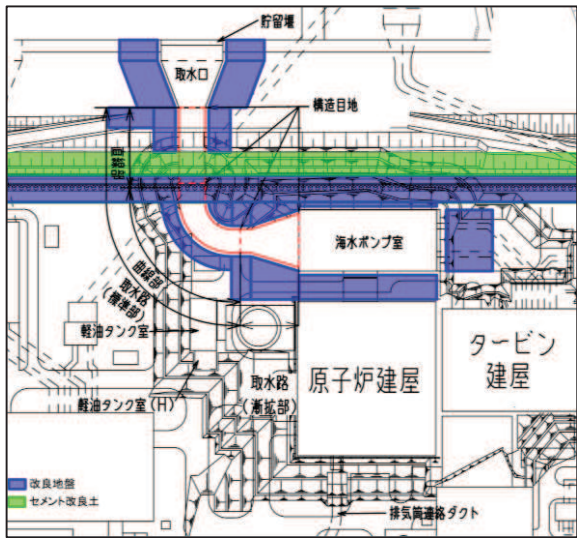 貯留堰
取水口
構造目地
直線部
海水ポンプ室
曲線部
取水路
(標準部)
軽油タンク室
タービン
建屋
原子炉建屋
取水路
(漸拡部)
軽油タンク室(H)
改良地盤
セメント改良土
排気筒連絡ダクト